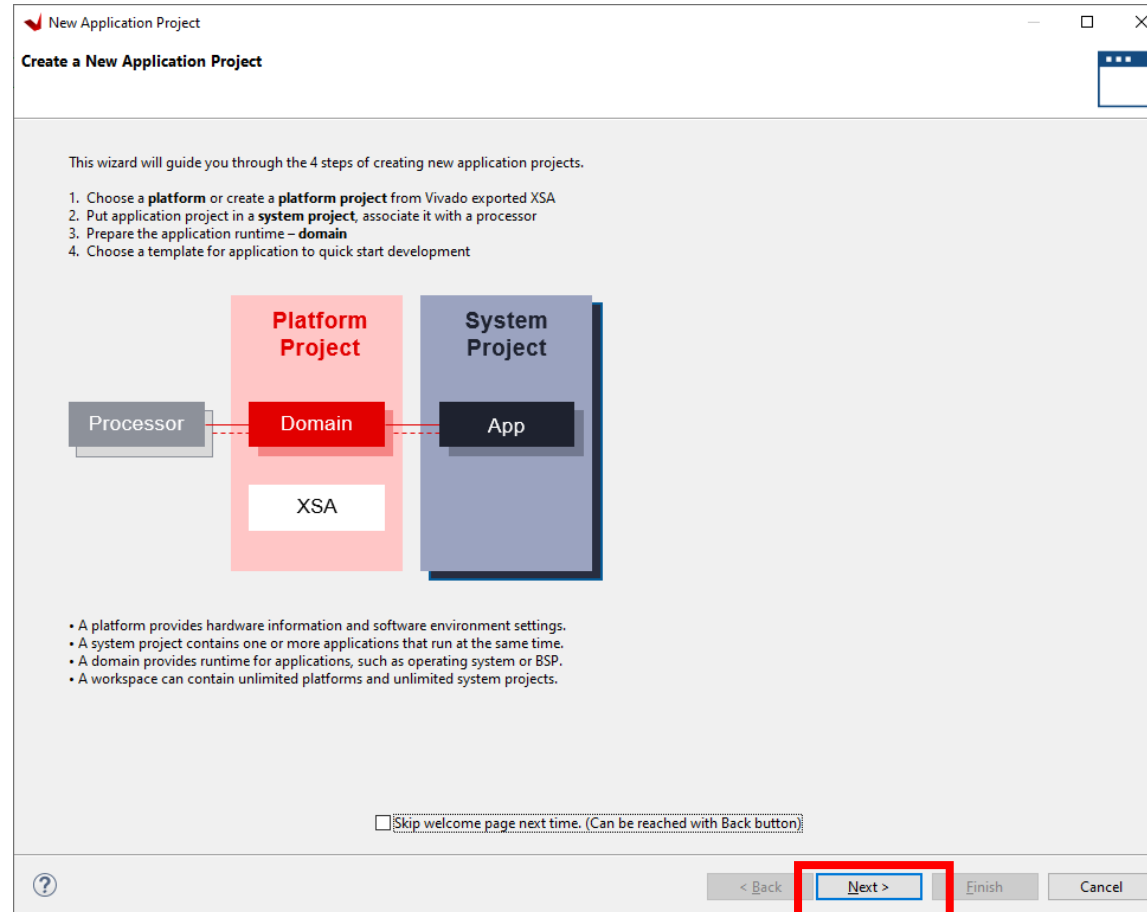 New Application Project
Create a New Application Project
This wizard will guide you through the 4 steps of creating new application projects.
1. Choose a platform or create a platform project from Vivado exported XSA
2. Put application project in a system project, associate it with a processor
3. Prepare the application runtime – domain
4. Choose a template for application to quick start development
Platform
Project
System
Project
Processor
Domain
App
XSA
• A platform provides hardware information and software environment settings.
• A system project contains one or more applications that run at the same time.
• A domain provides runtime for applications, such as operating system or BSP.
• A workspace can contain unlimited platforms and unlimited system projects.
Skip welcome page next time. (Can be reached with Back button)
?
< Back
Next >
Finish
Cancel